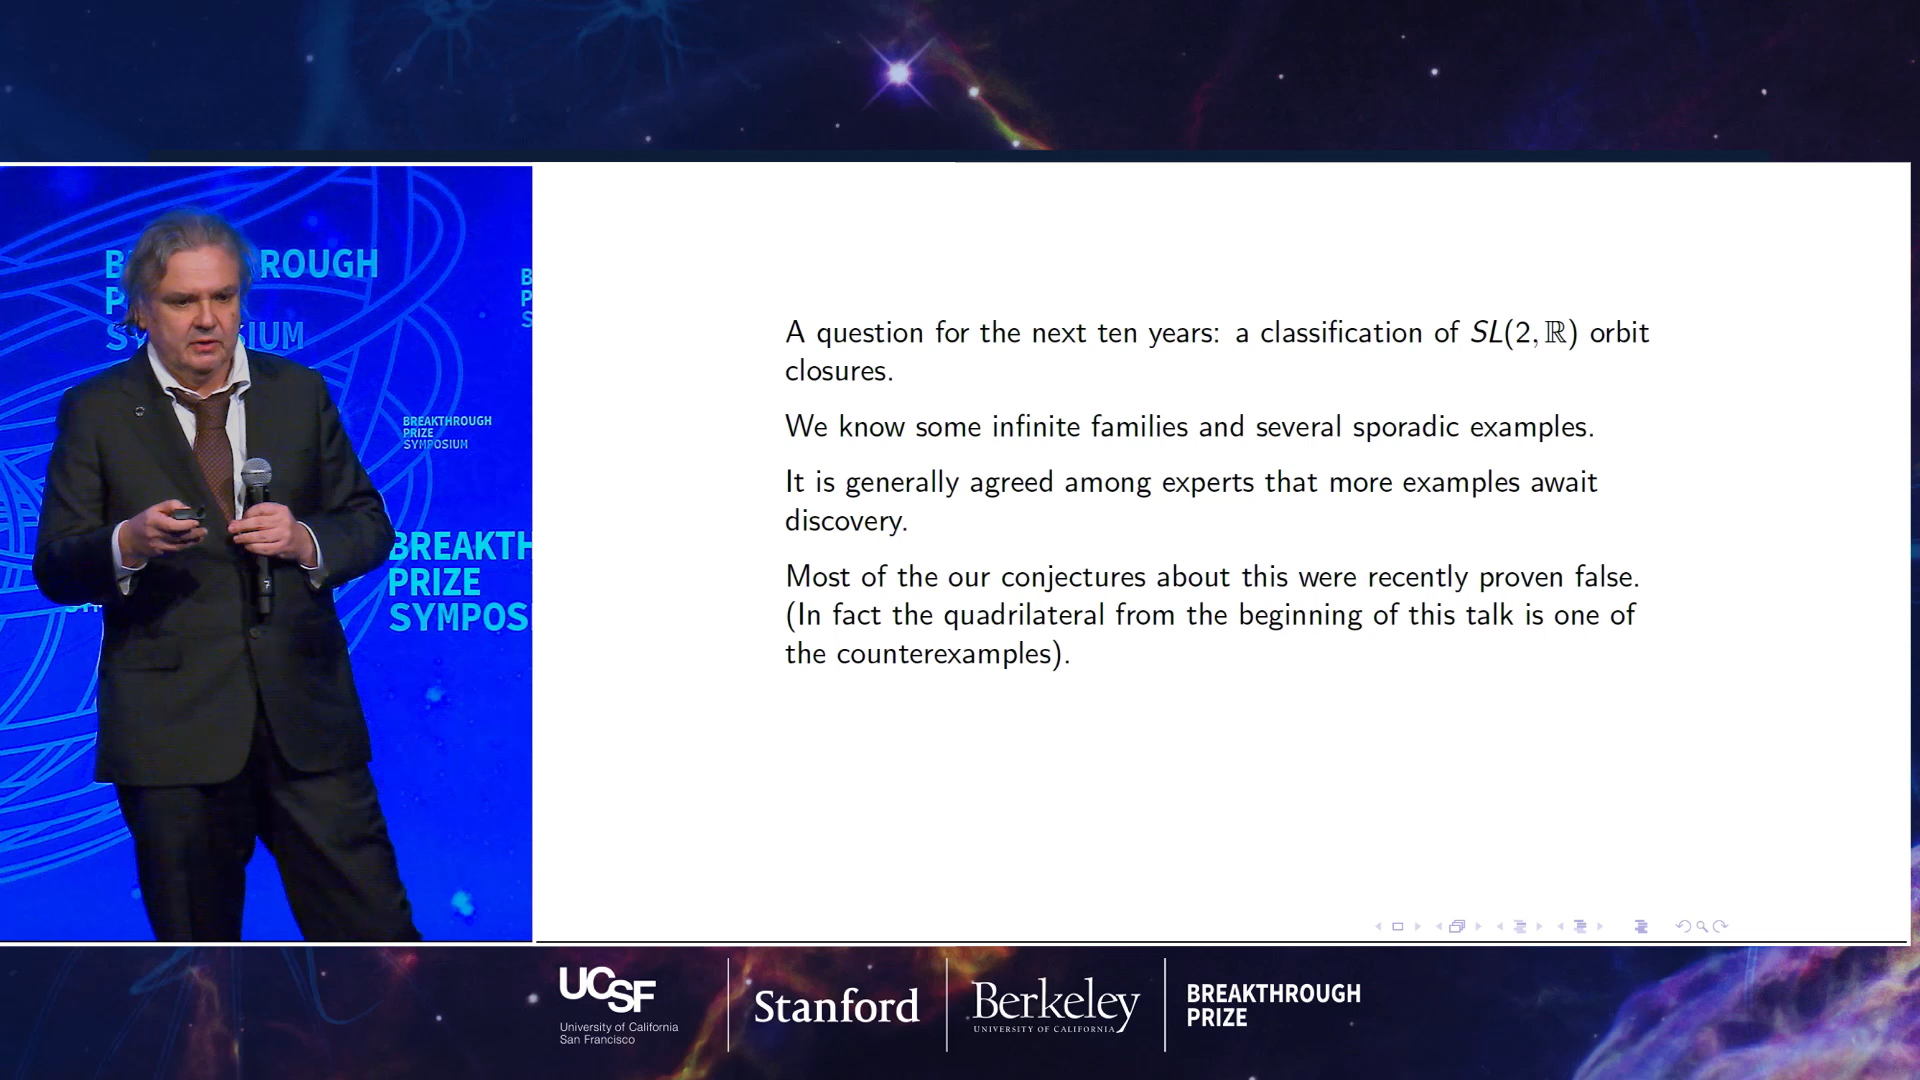 BREAKTHROUGH
PRIZE
SYMPOSIUM
A question for the next ten years: a classification of SL(2, ℝ) orbit
closures.
We know some infinite families and several sporadic examples.
It is generally agreed among experts that more examples await
discovery.
Most of the our conjectures about this were recently proven false.
(In fact the quadrilateral from the beginning of this talk is one of
the counterexamples).
B ROUGH
P
SY IUM
B
P
S
BREAKTH
PRIZE
SYMPOS
UCSF
University of California
San Francisco
Stanford
Berkeley
UNIVERSITY OF CALIFORNIA
BREAKTHROUGH
PRIZE